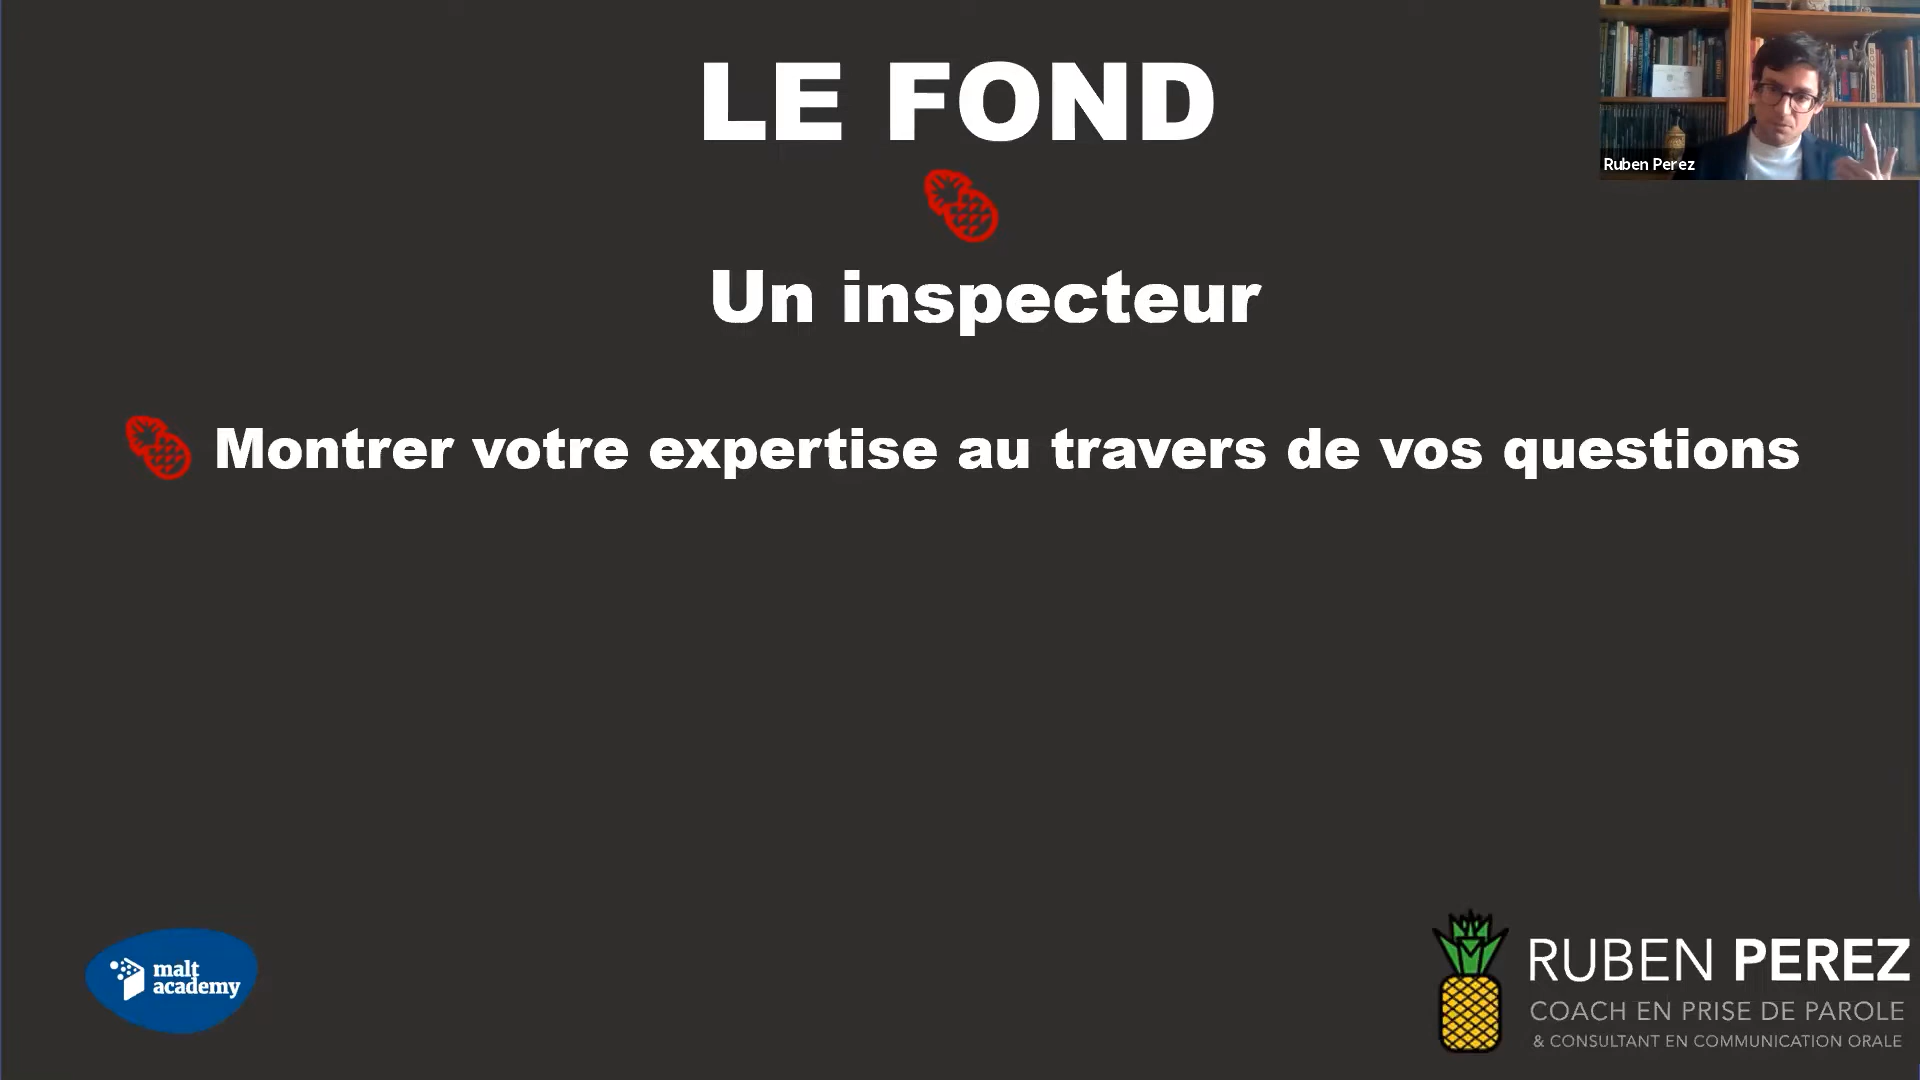 LE FOND
Ruben Perez
Un inspecteur
Montrer votre expertise au travers de vos questions
malt
academy
RUBEN PEREZ
COACH EN PRISE DE PAROLE
& CONSULTANT EN COMMUNICATION ORALE